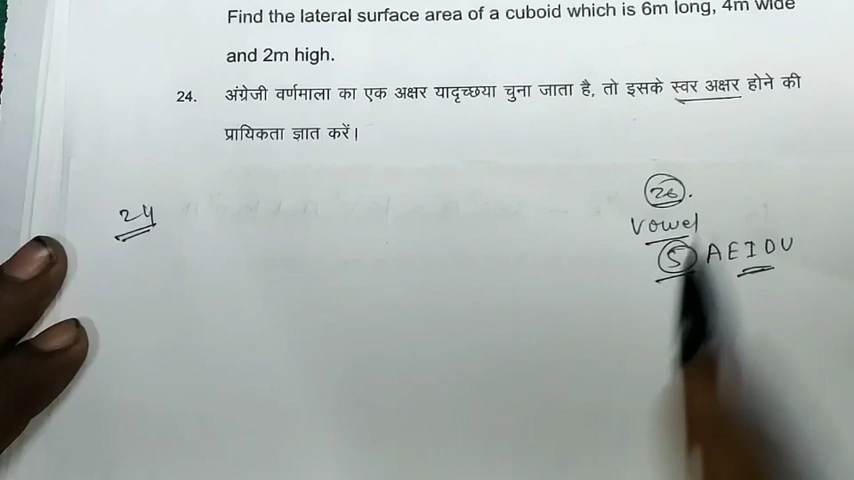 Find the lateral surface area of a cuboid which is 6m long, 4m wide
and 2m high.
24. अंग्रेजी वर्णमाला का एक अक्षर यादृच्छया चुना जाता है, तो इसके स्वर अक्षर होने की
प्रायिकता ज्ञात करें।
24
26.
Vowel
5 A E I O U